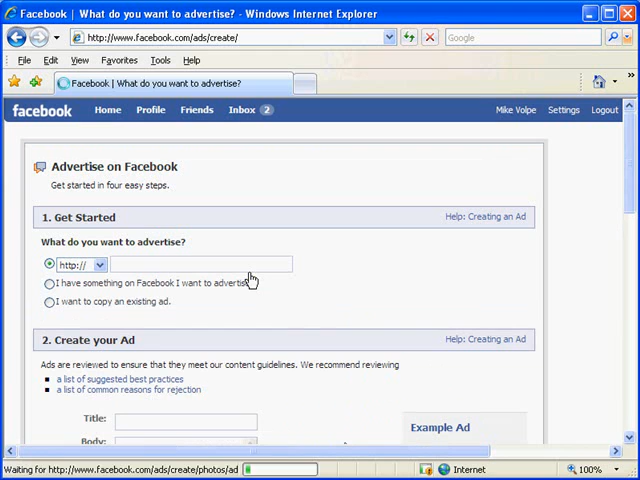 Facebook | What do you want to advertise? - Windows Internet Explorer
http://www.facebook.com/ads/create/
Google
File Edit View Favorites Tools Help
Facebook | What do you want to advertise?
facebook Home Profile Friends Inbox 2 Mike Volpe Settings Logout
Advertise on Facebook
Get started in four easy steps.
1. Get Started Help: Creating an Ad
What do you want to advertise?
http://
I have something on Facebook I want to advertise.
I want to copy an existing ad.
2. Create your Ad Help: Creating an Ad
Ads are reviewed to ensure that they meet our content guidelines. We recommend reviewing
a list of suggested best practices
a list of common reasons for rejection
Title:
Example Ad
Body:
Waiting for http://www.facebook.com/ads/create/photos/ad Internet 100%